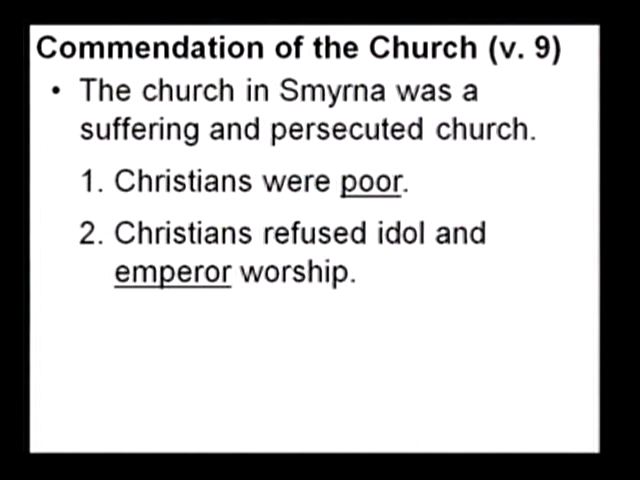 Commendation of the Church (v. 9)
• The church in Smyrna was a
suffering and persecuted church.
1. Christians were poor.
2. Christians refused idol and
emperor worship.